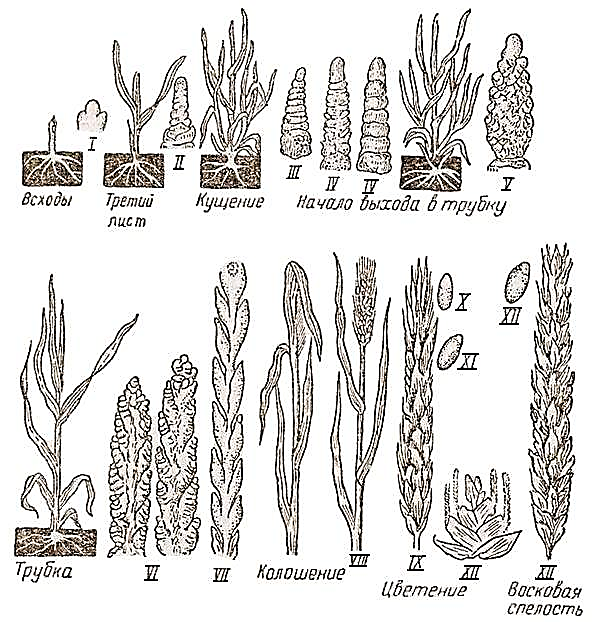 I
II
III
IV
IV
V
Всходы
Третий
лист
Кущение
Начало выхода в трубку
X
XI
XII
Трубка
VI
VII
Колошение
VIII
IX
Цветение
XII
XII
Восковая
спелость